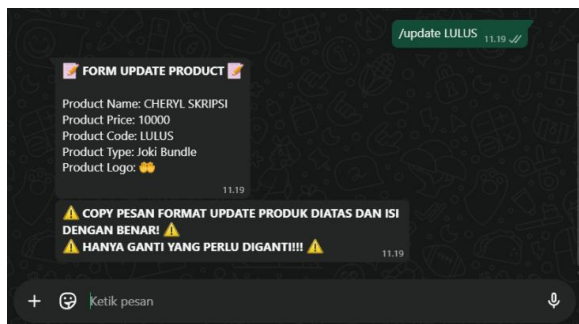 /update LULUS 11.19
📝 FORM UPDATE PRODUCT 📝
Product Name: CHERYL SKRIPSI
Product Price: 10000
Product Code: LULUS
Product Type: Joki Bundle
Product Logo: 🤲
11.19
⚠️ COPY PESAN FORMAT UPDATE PRODUK DIATAS DAN ISI
DENGAN BENAR! ⚠️
⚠️ HANYA GANTI YANG PERLU DIGANTI!!! ⚠️
11.19
Ketik pesan